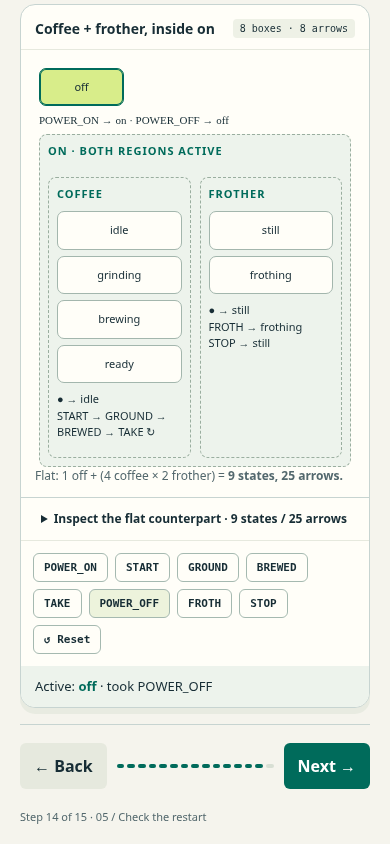 Coffee + frother, inside on
8 boxes · 8 arrows
off
POWER_ON → on · POWER_OFF → off
ON · BOTH REGIONS ACTIVE
COFFEE
idle
grinding
brewing
ready
● → idle
START → GROUND →
BREWED → TAKE ↻
FROTHER
still
frothing
● → still
FROTH → frothing
STOP → still
Flat: 1 off + (4 coffee × 2 frother) = 9 states, 25 arrows.
▶ Inspect the flat counterpart · 9 states / 25 arrows
POWER_ON START GROUND BREWED
TAKE POWER_OFF FROTH STOP
↺ Reset
Active: off · took POWER_OFF
← Back
Next →
Step 14 of 15 · 05 / Check the restart